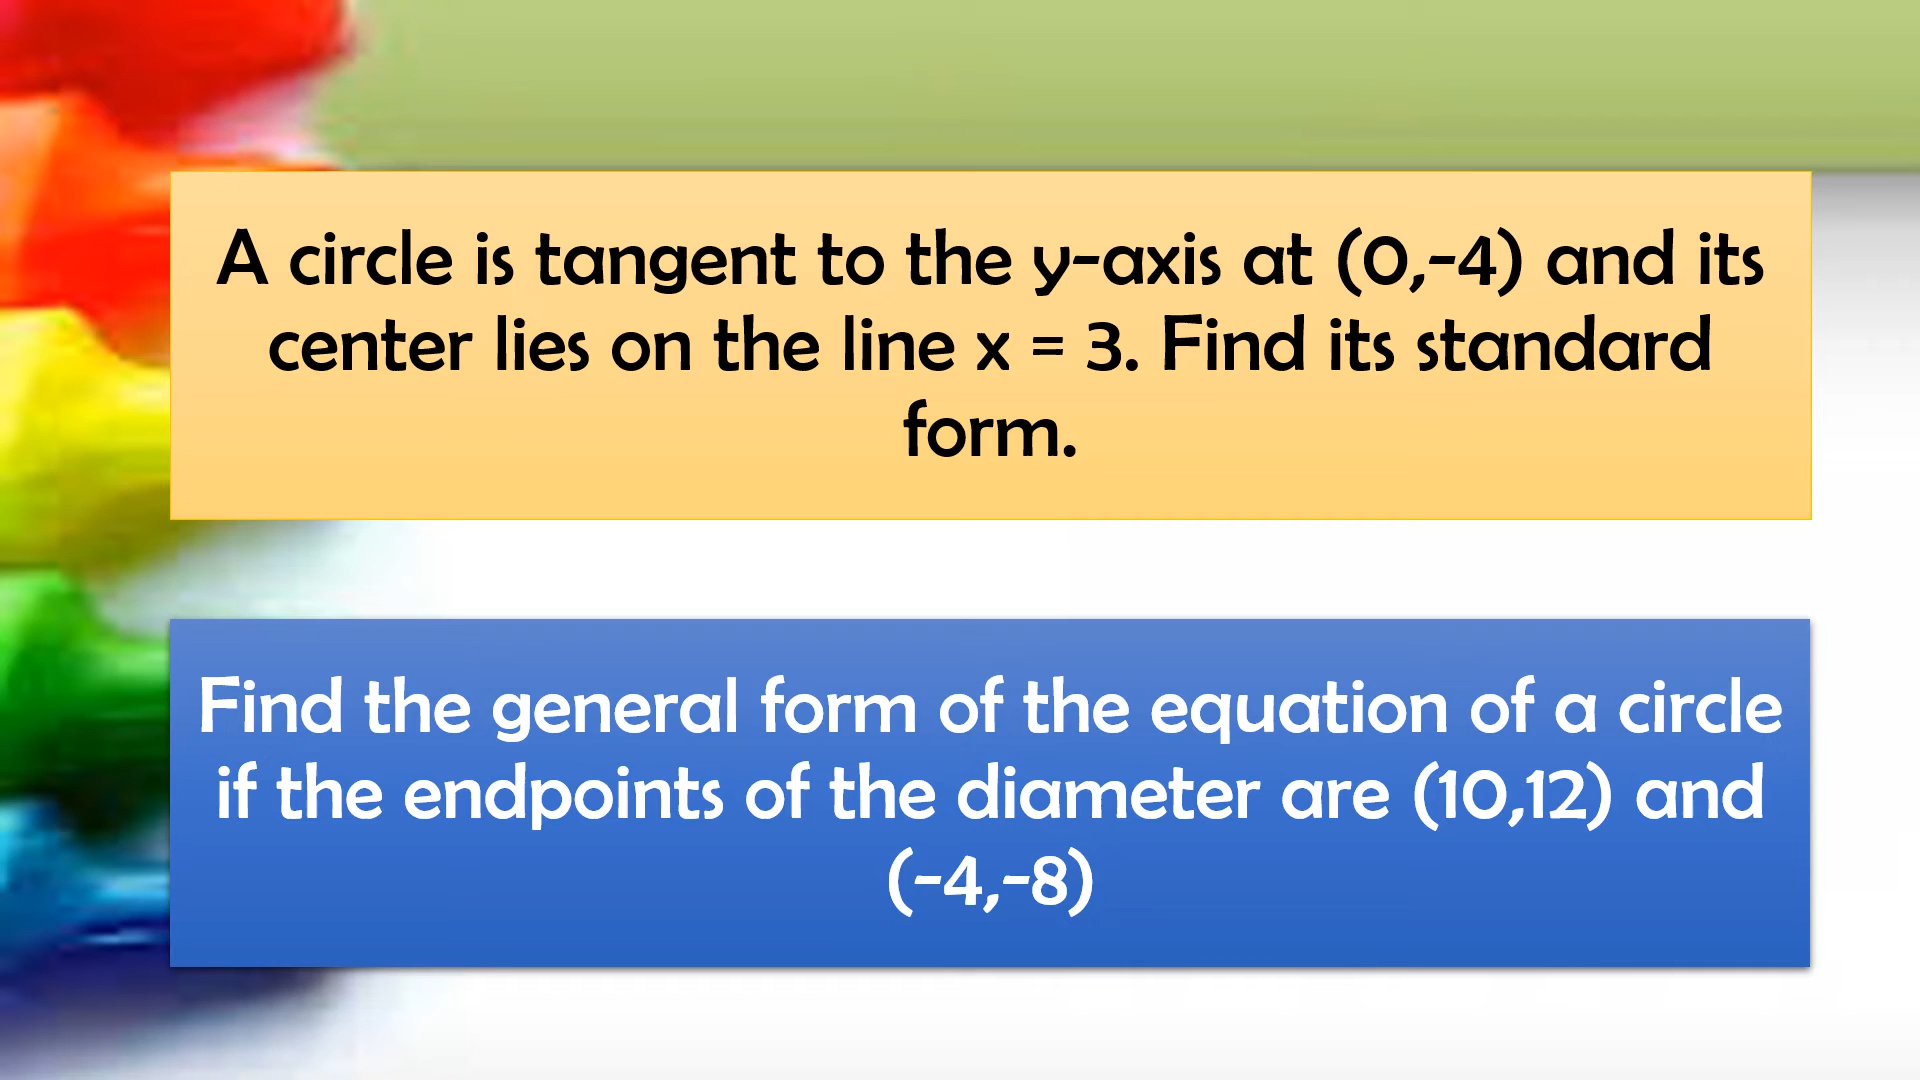 A circle is tangent to the y-axis at (0,-4) and its
center lies on the line x = 3. Find its standard
form.
Find the general form of the equation of a circle
if the endpoints of the diameter are (10,12) and
(-4,-8)